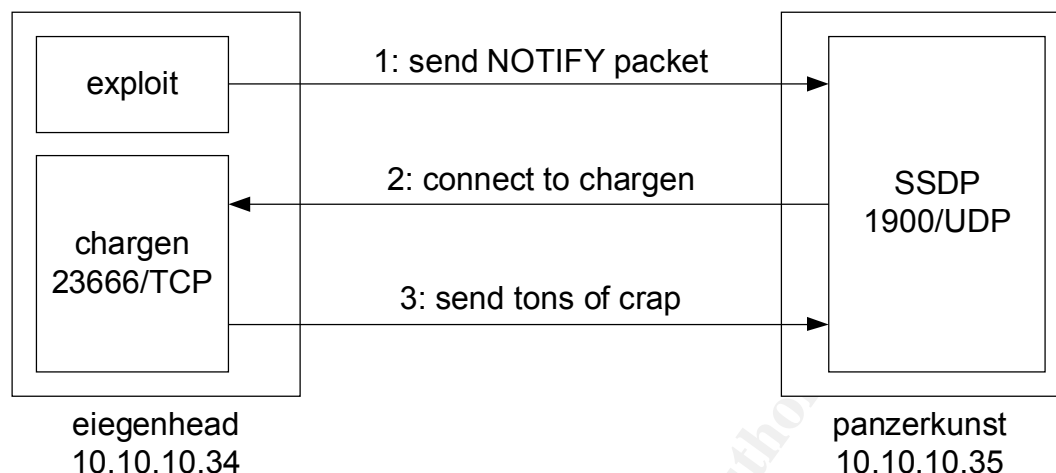 exploit
1: send NOTIFY packet
2: connect to chargen
chargen
23666/TCP
SSDP
1900/UDP
3: send tons of crap
eiegenhead
10.10.10.34
panzerkunst
10.10.10.35